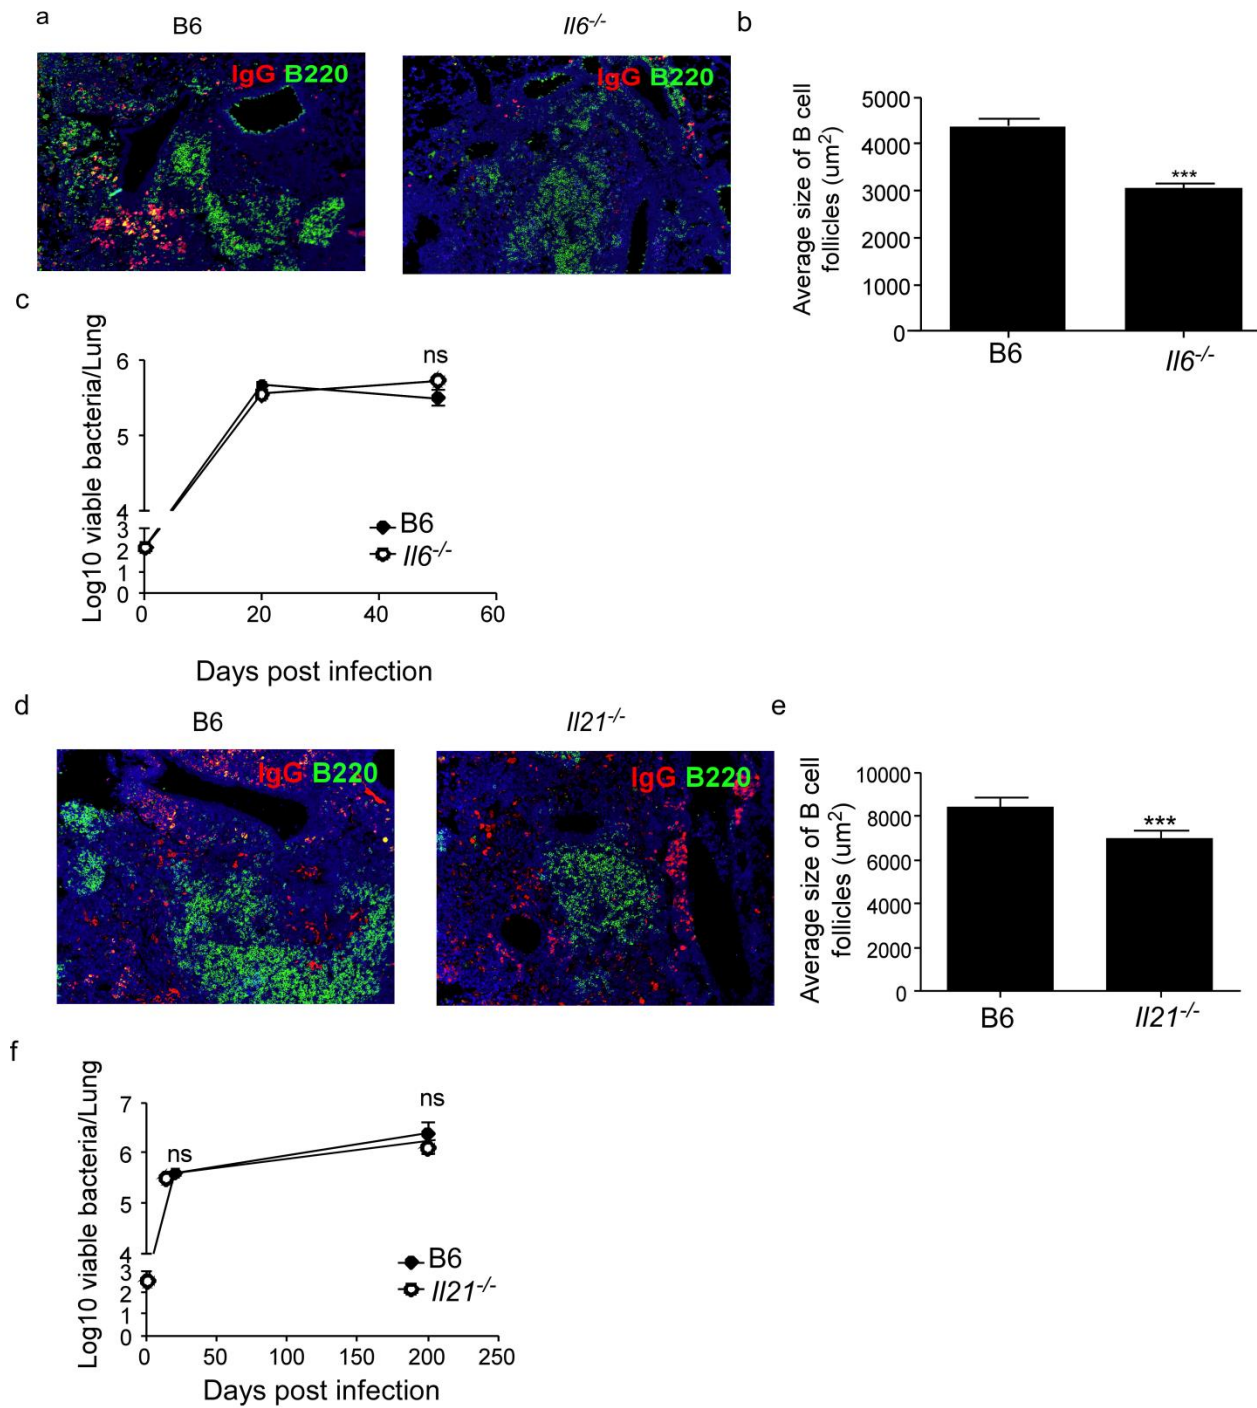 a
B6
Il6-/-
IgG B220
IgG B220
b
Average size of B cell
follicles (um2)
5000
4000
3000
2000
1000
0
***
B6
Il6-/-
c
Log10 viable bacteria/Lung
6
5
4
3
2
1
0
ns
B6
Il6-/-
0 20 40 60
Days post infection
d
B6
Il21-/-
IgG B220
IgG B220
e
Average size of B cell
follicles (um2)
10000
8000
6000
4000
2000
0
***
B6
Il21-/-
f
Log10 viable bacteria/Lung
7
6
5
4
3
2
1
0
ns
ns
B6
Il21-/-
0 50 100 150 200 250
Days post infection